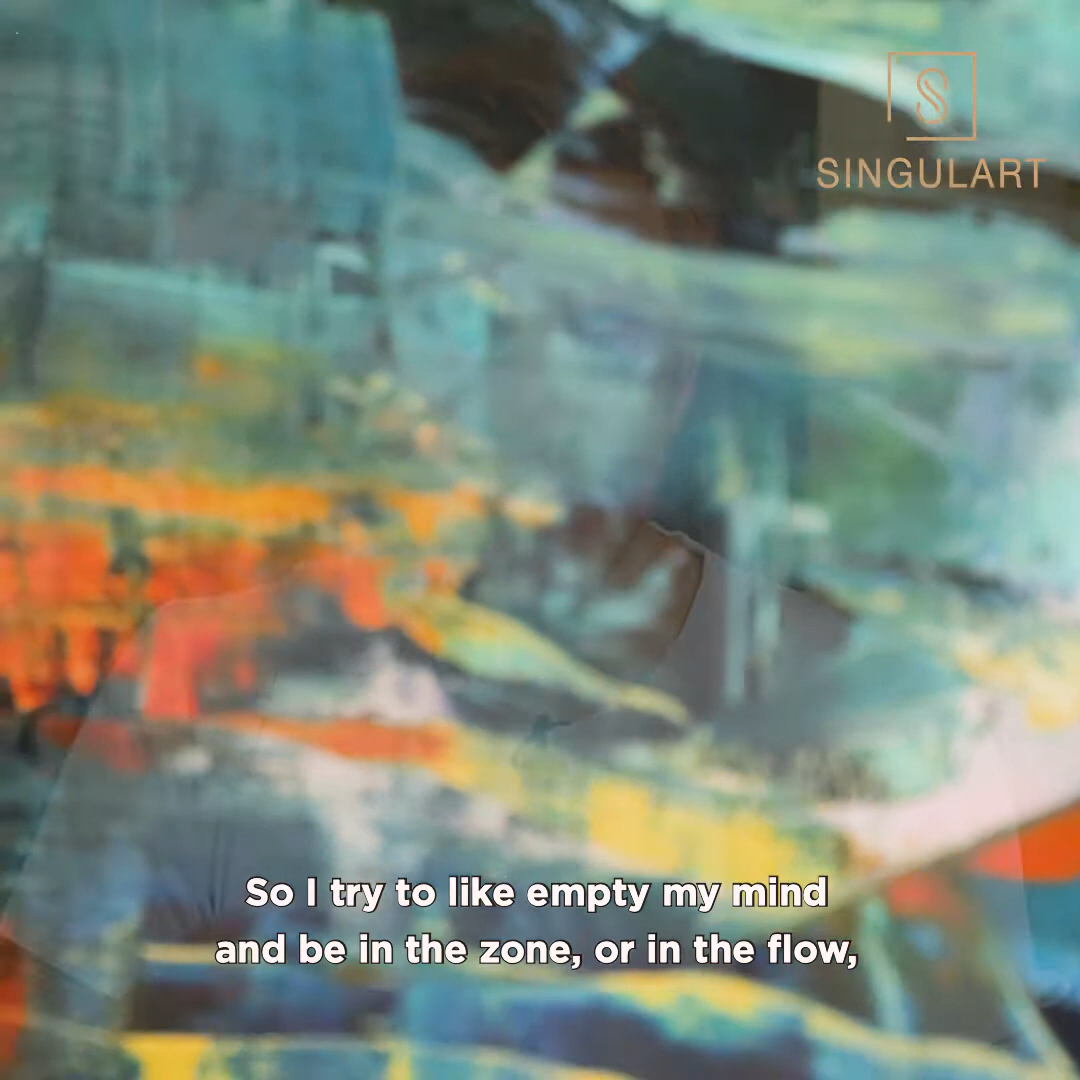 SINGULART
So I try to like empty my mind
and be in the zone, or in the flow,